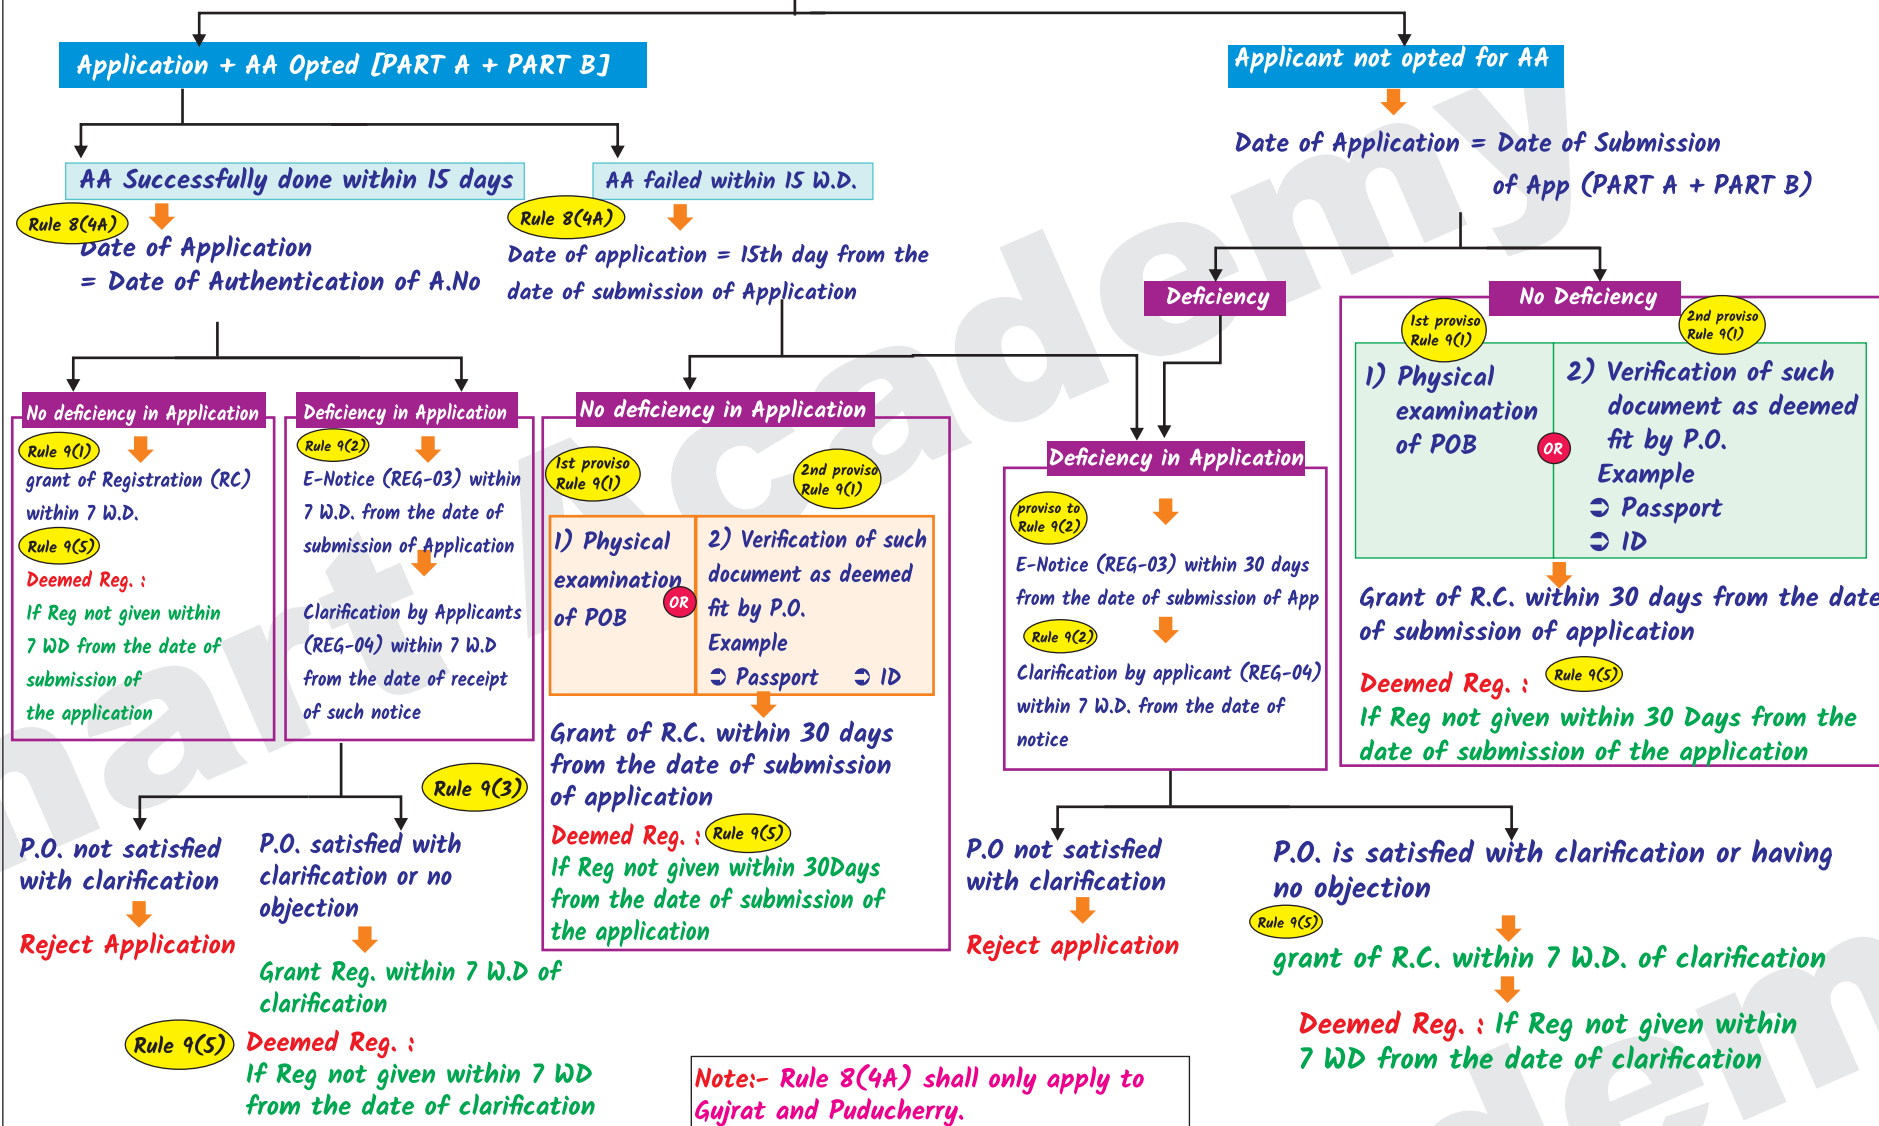 Application + AA Opted [PART A + PART B]
Applicant not opted for AA
Date of Application = Date of Submission
of App (PART A + PART B)
AA Successfully done within 15 days
Rule 8(4A)
Date of Application
= Date of Authentication of A.No
AA failed within 15 W.D.
Rule 8(4A)
Date of application = 15th day from the
date of submission of Application
No deficiency in Application
Rule 9(1)
grant of Registration (RC)
within 7 W.D.
Rule 9(5)
Deemed Reg. :
If Reg not given within
7 WD from the date of
submission of
the application
Deficiency in Application
Rule 9(2)
E-Notice (REG-03) within
7 W.D. from the date of
submission of Application
Clarification by Applicants
(REG-04) within 7 W.D
from the date of receipt
of such notice
Rule 9(3)
P.O. not satisfied
with clarification
Reject Application
P.O. satisfied with
clarification or no
objection
Grant Reg. within 7 W.D of
clarification
Rule 9(5)
Deemed Reg. :
If Reg not given within 7 WD
from the date of clarification
No deficiency in Application
1st proviso
Rule 9(1)
2nd proviso
Rule 9(1)
1) Physical
examination
of POB
OR
2) Verification of such
document as deemed
fit by P.O.
Example
➲ Passport ➲ ID
Grant of R.C. within 30 days
from the date of submission
of application
Deemed Reg. :
Rule 9(5)
If Reg not given within 30Days
from the date of submission of
the application
Deficiency
Deficiency in Application
proviso to
Rule 9(2)
E-Notice (REG-03) within 30 days
from the date of submission of App
Rule 9(2)
Clarification by applicant (REG-04)
within 7 W.D. from the date of
notice
P.O not satisfied
with clarification
Reject application
P.O. is satisfied with clarification or having
no objection
Rule 9(5)
grant of R.C. within 7 W.D. of clarification
Deemed Reg. : If Reg not given within
7 WD from the date of clarification
No Deficiency
1st proviso
Rule 9(1)
2nd proviso
Rule 9(1)
1) Physical
examination
of POB
OR
2) Verification of such
document as deemed
fit by P.O.
Example
➲ Passport
➲ ID
Grant of R.C. within 30 days from the date
of submission of application
Deemed Reg. :
Rule 9(5)
If Reg not given within 30 Days from the
date of submission of the application
Note:- Rule 8(4A) shall only apply to
Gujrat and Puducherry.
mart Academy